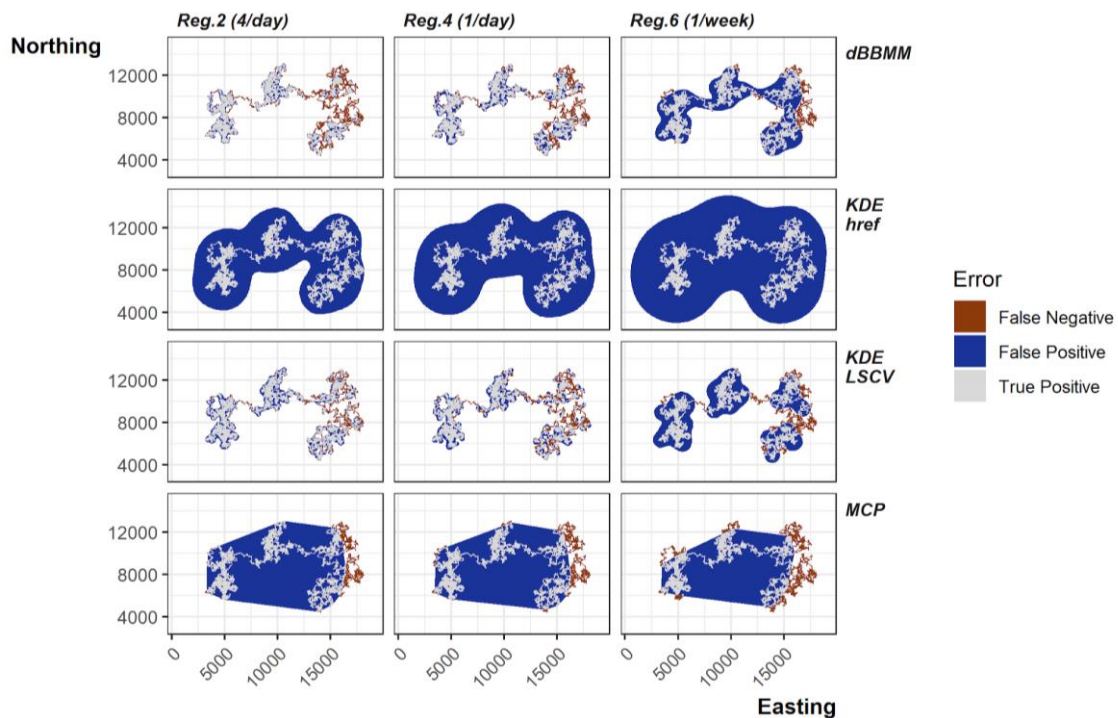 Reg.2 (4/day) Reg.4 (1/day) Reg.6 (1/week)
Northing
dBBMM
12000
8000
4000
KDE
href
12000
8000
4000
KDE
LSCV
12000
8000
4000
MCP
12000
8000
4000
0 5000 10000 15000 0 5000 10000 15000 0 5000 10000 15000
Easting
Error
False Negative
False Positive
True Positive